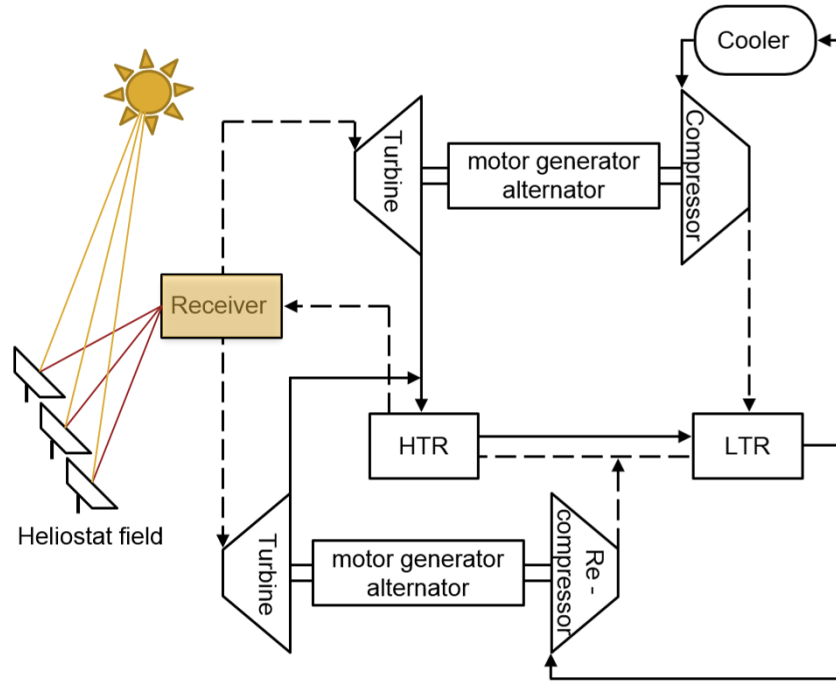 Cooler
Turbine
motor generator
alternator
Compressor
Receiver
HTR
LTR
Heliostat field
Turbine
motor generator
alternator
Re -
compressor